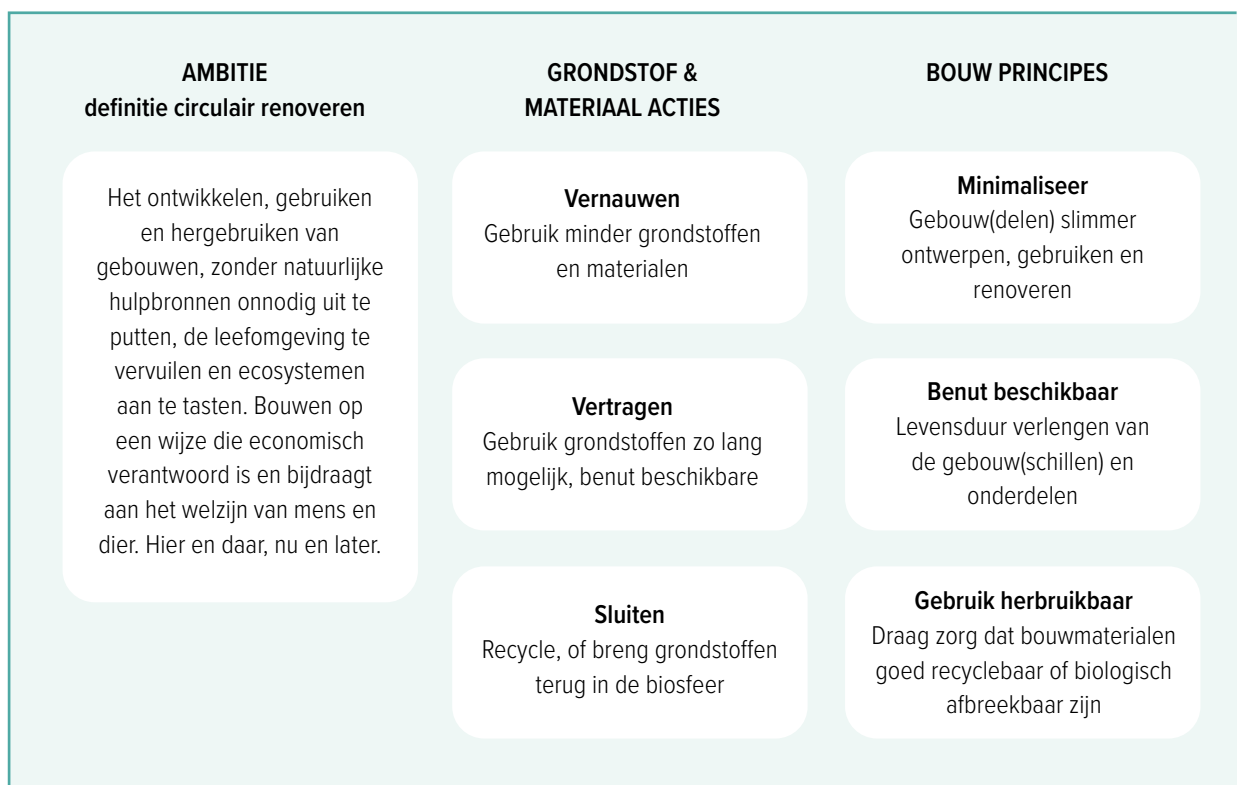 AMBITIE
definitie circulair renoveren
Het ontwikkelen, gebruiken
en hergebruiken van
gebouwen, zonder natuurlijke
hulpbronnen onnodig uit te
putten, de leefomgeving te
vervuilen en ecosystemen
aan te tasten. Bouwen op
een wijze die economisch
verantwoord is en bijdraagt
aan het welzijn van mens en
dier. Hier en daar, nu en later.
GRONDSTOF &
MATERIAAL ACTIES
Vernauwen
Gebruik minder grondstoffen
en materialen
Vertragen
Gebruik grondstoffen zo lang
mogelijk, benut beschikbare
Sluiten
Recycle, of breng grondstoffen
terug in de biosfeer
BOUW PRINCIPES
Minimaliseer
Gebouw(delen) slimmer
ontwerpen, gebruiken en
renoveren
Benut beschikbaar
Levensduur verlengen van
de gebouw(schillen) en
onderdelen
Gebruik herbruikbaar
Draag zorg dat bouwmaterialen
goed recyclebaar of biologisch
afbreekbaar zijn